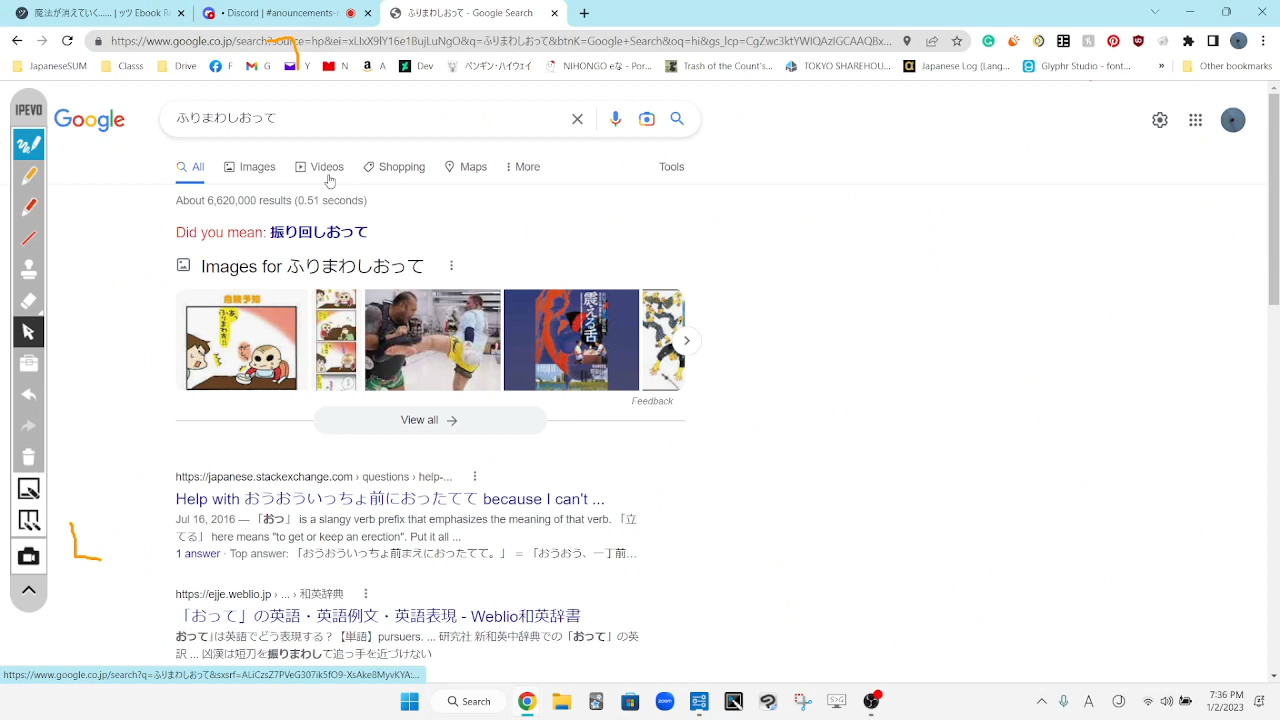 魔法が消えていく...... | ッツ Ebook R
• Discord | #anouncements-
ふりまわしおって - Google Search
https://www.google.co.jp/search?source=hp&ei=xLIxX9lY16e1BujLuNgO&q=ふりまわしおって&btnK=Google+Search&oq=hi&gs_lcp=CgZwc3ktYWIQAzIGCAAQBx...
JapaneseSUM Classs Drive F G Y N A Dev ペンギン・ハイウェイ NIHONGO eな - Por... Trash of the Count's... TOKYO SHAREHOU... Japanese Log (Lang... Glyphr Studio - font... » Other bookmarks
IPEVO
Google
ふりまわしおって
All Images Videos Shopping Maps More Tools
About 6,620,000 results (0.51 seconds)
Did you mean: 振り回しおって
Images for ふりまわしおって
危険予知
震える舌
Feedback
View all →
https://japanese.stackexchange.com › questions › help-...
Help with おうおういっちょ前におったてて because I can't ...
Jul 16, 2016 — 「おっ」 is a slangy verb prefix that emphasizes the meaning of that verb. 「立
てる」 here means "to get or keep an erection". Put it all ...
1 answer · Top answer: 「おうおういっちょ前まえにおったてて。」 = 「おうおう、一丁前...
https://ejje.weblio.jp › ... › 和英辞典
「おって」の英語・英語例文・英語表現 - Weblio和英辞書
おって」は英語でどう表現する？【単語】pursuers. ... 研究社 新和英中辞典での「おって」の英
訳 ... 凶漢は短刀を振りまわして追っ手を近づけない
https://www.google.co.jp/search?q=ふりまわしおって&sxsrf=ALiCzsZ7PVeG307ik5fO9-XsAke8MyvKYA:...
Search
zoom
A
7:36 PM
1/2/2023